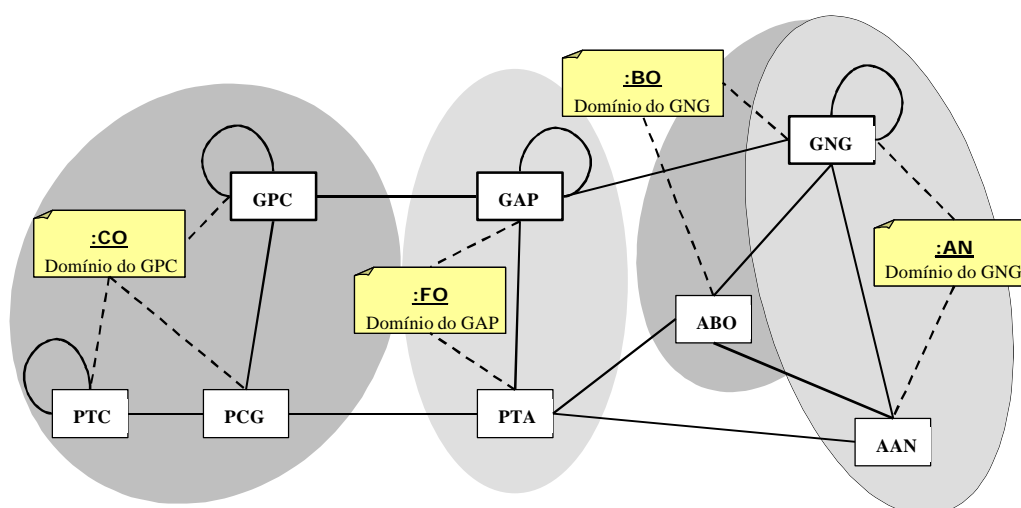 :BO
Domínio do GNG
GNG
GPC
GAP
:CO
Domínio do GPC
:AN
Domínio do GNG
:FO
Domínio do GAP
ABO
PTC
PCG
PTA
AAN